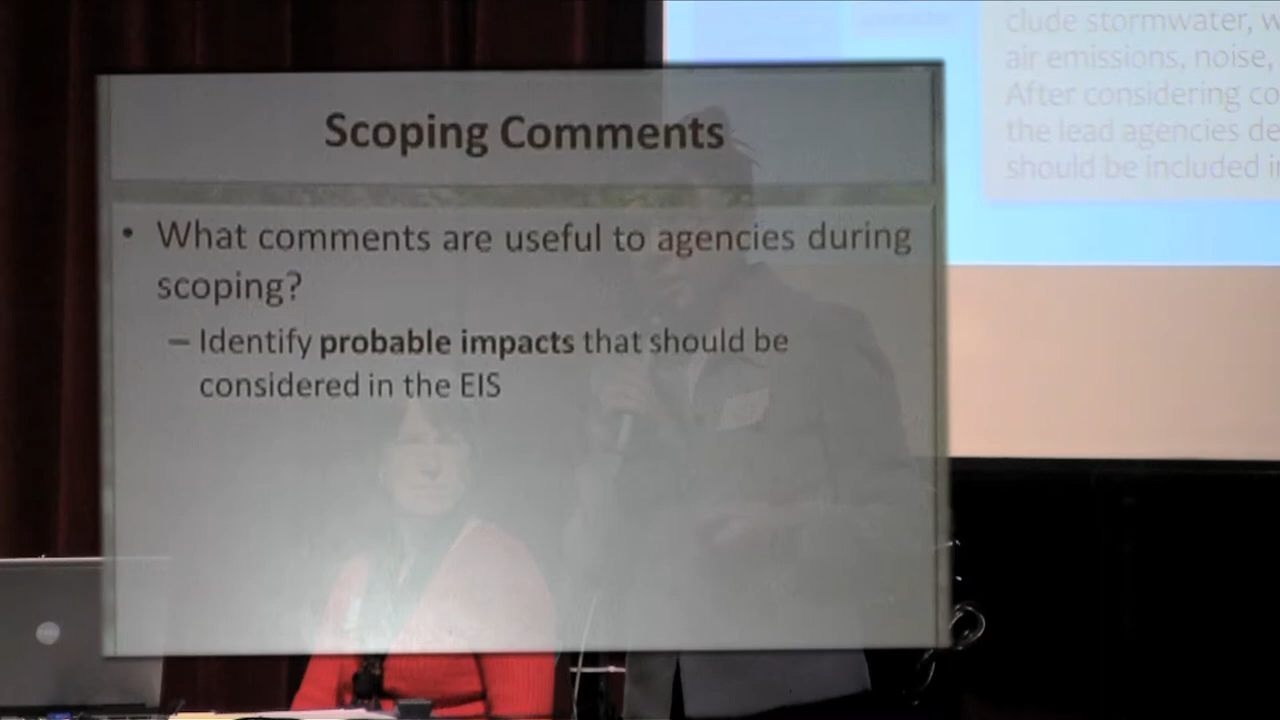 Scoping Comments
• What comments are useful to agencies during
scoping?
– Identify probable impacts that should be
considered in the EIS
clude stormwater, w
air emissions, noise,
After considering co
the lead agencies de
should be included i